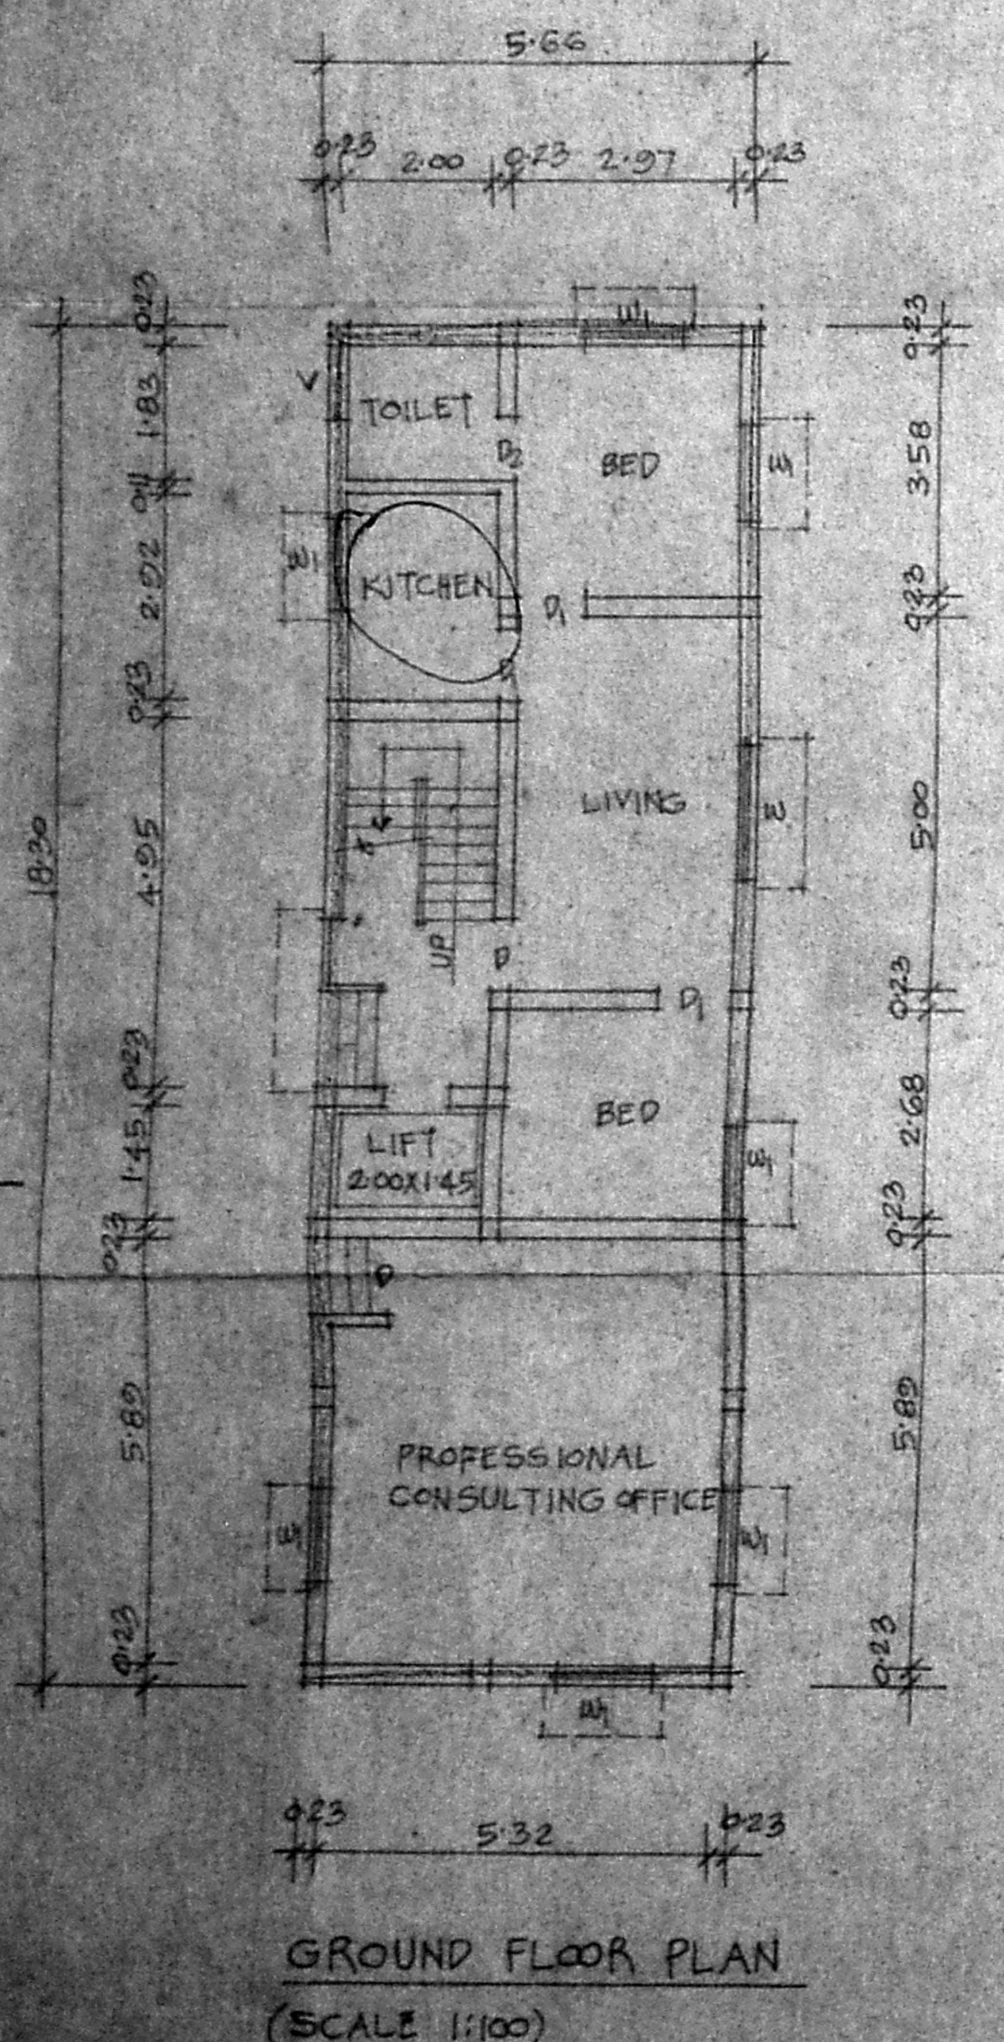 5.66
0.23 2.00 0.23 2.97 0.23
0.23
1.83
0.11
2.92
0.23
4.95
0.23
1.45
0.23
5.89
0.23
18.30
W1
V
TOILET
D2
BED
W1
W1
KITCHEN
D1
D
LIVING
W
UP
D
D1
BED
W1
LIFT
2.00X1.45
D
PROFESSIONAL
CONSULTING OFFICE
W1
W1
W1
0.23
3.58
0.23
5.00
0.23
2.68
0.23
5.89
0.23
0.23 5.32 0.23
GROUND FLOOR PLAN
(SCALE 1:100)